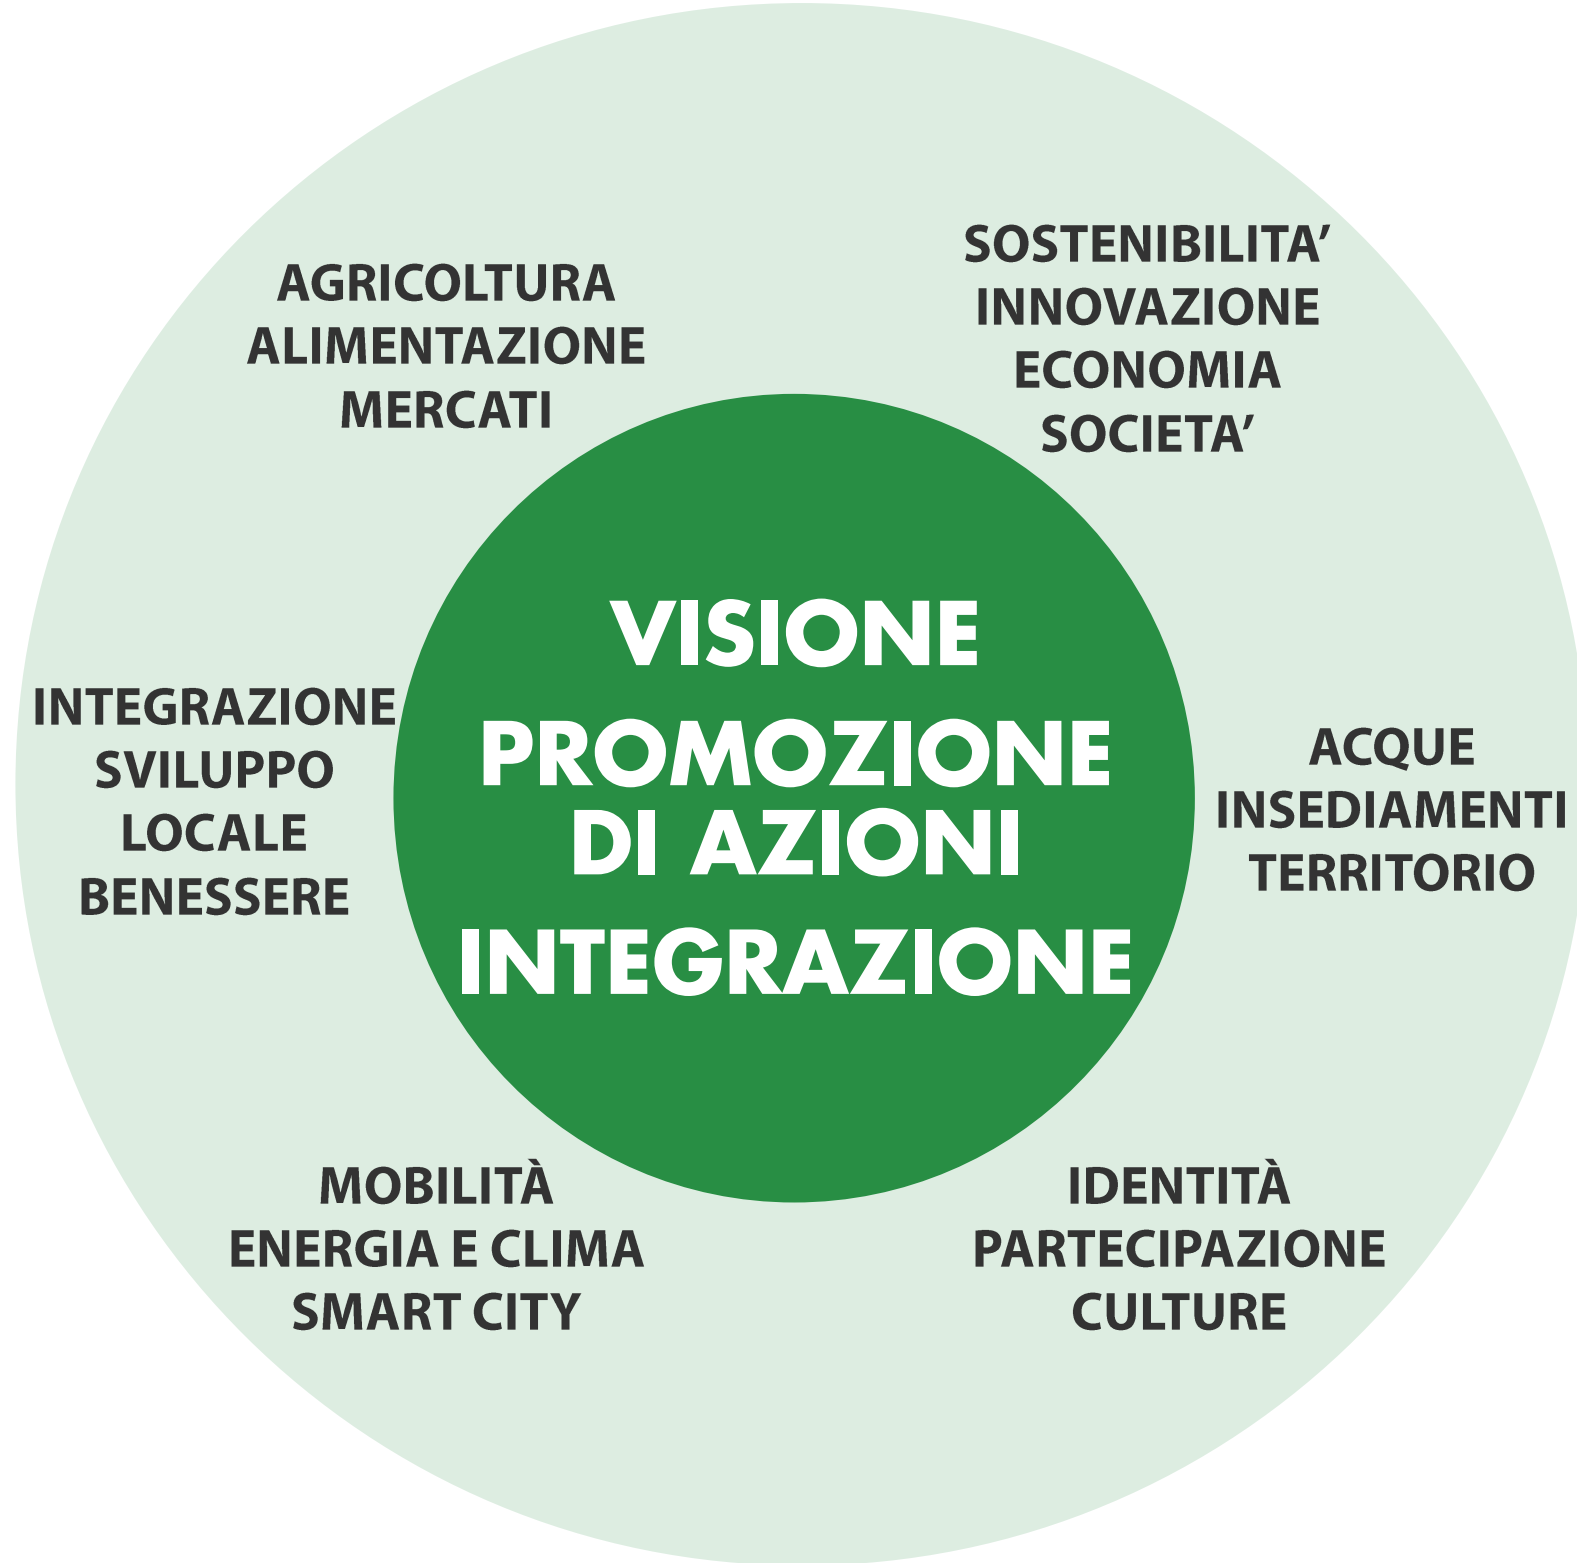 AGRICOLTURA
ALIMENTAZIONE
MERCATI
SOSTENIBILITA’
INNOVAZIONE
ECONOMIA
SOCIETA’
VISIONE
PROMOZIONE
DI AZIONI
INTEGRAZIONE
INTEGRAZIONE
SVILUPPO
LOCALE
BENESSERE
ACQUE
INSEDIAMENTI
TERRITORIO
MOBILITÀ
ENERGIA E CLIMA
SMART CITY
IDENTITÀ
PARTECIPAZIONE
CULTURE